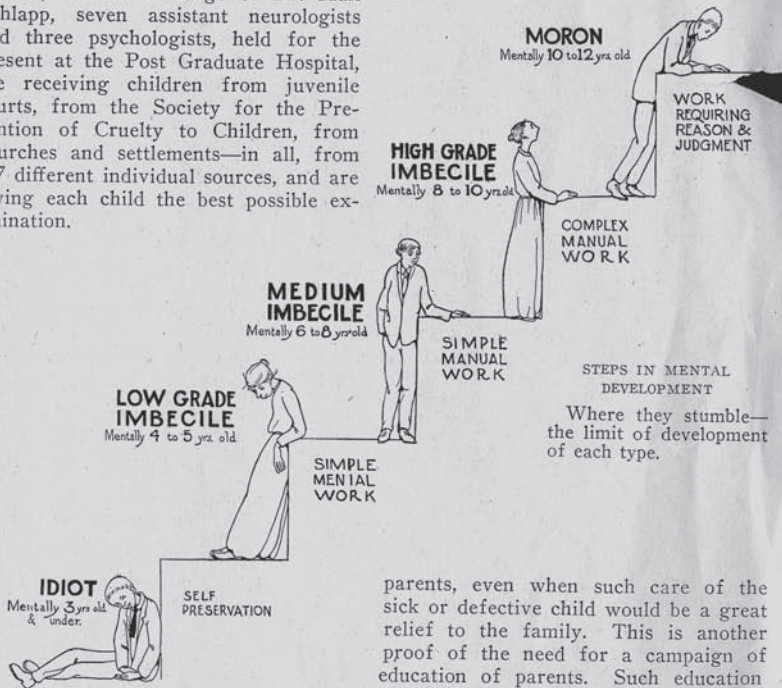 hlapp, seven assistant neurologists
d three psychologists, held for the
esent at the Post Graduate Hospital,
e receiving children from juvenile
urts, from the Society for the Pre-
ntion of Cruelty to Children, from
urches and settlements—in all, from
7 different individual sources, and are
ving each child the best possible ex-
ination.
MORON
Mentally 10 to 12 yrs old
WORK
REQUIRING
REASON &
JUDGMENT
HIGH GRADE
IMBECILE
Mentally 8 to 10 yrs old
COMPLEX
MANUAL
WORK
MEDIUM
IMBECILE
Mentally 6 to 8 yrs old
SIMPLE
MANUAL
WORK
LOW GRADE
IMBECILE
Mentally 4 to 5 yrs old
SIMPLE
MENIAL
WORK
IDIOT
Mentally 3 yrs old
& under.
SELF
PRESERVATION
STEPS IN MENTAL
DEVELOPMENT
Where they stumble—
the limit of development
of each type.
parents, even when such care of the
sick or defective child would be a great
relief to the family. This is another
proof of the need for a campaign of
education of parents. Such education